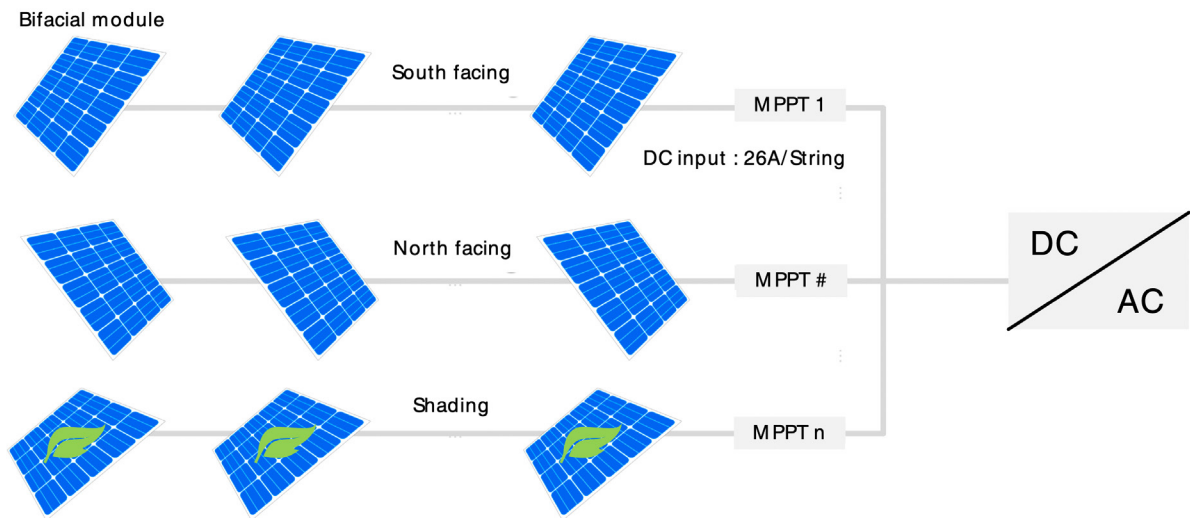 Bifacial module
South facing
MPPT 1
DC input : 26A/String
North facing
MPPT #
DC
AC
Shading
MPPT n